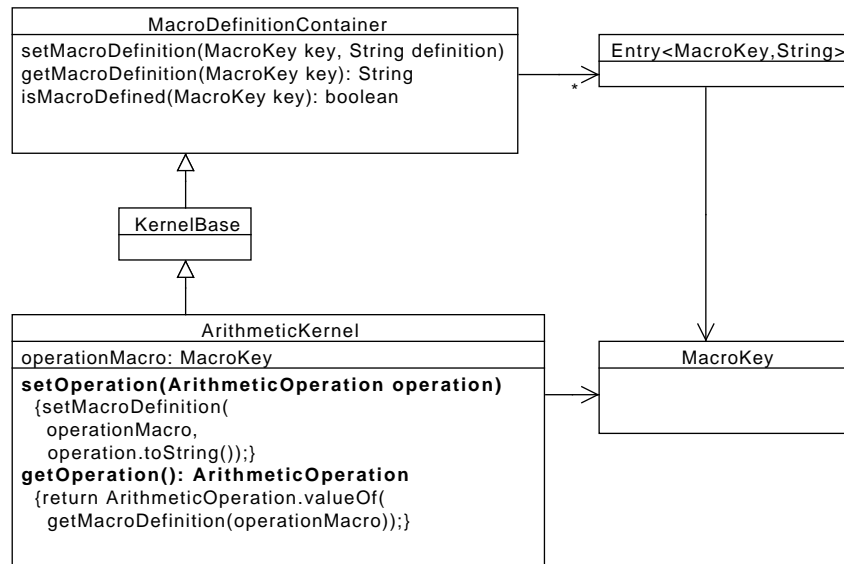 MacroDefinitionContainer
setMacroDefinition(MacroKey key, String definition)
getMacroDefinition(MacroKey key): String
isMacroDefined(MacroKey key): boolean
Entry<MacroKey,String>
*
KernelBase
ArithmeticKernel
operationMacro: MacroKey
setOperation(ArithmeticOperation operation)
{setMacroDefinition(
operationMacro,
operation.toString());}
getOperation(): ArithmeticOperation
{return ArithmeticOperation.valueOf(
getMacroDefinition(operationMacro));}
MacroKey